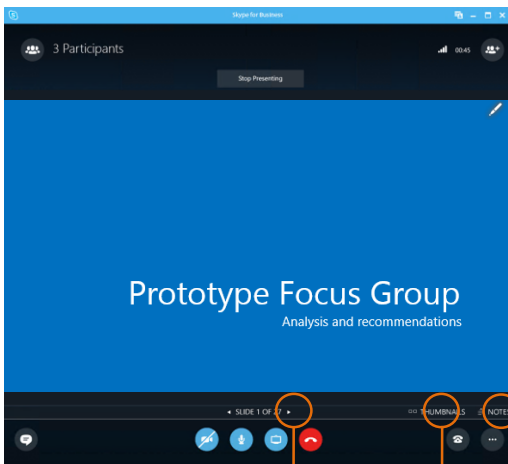 Skype for Business
3 Participants
00:45
Stop Presenting
Prototype Focus Group
Analysis and recommendations
SLIDE 1 OF 27
THUMBNAILS
NOTES